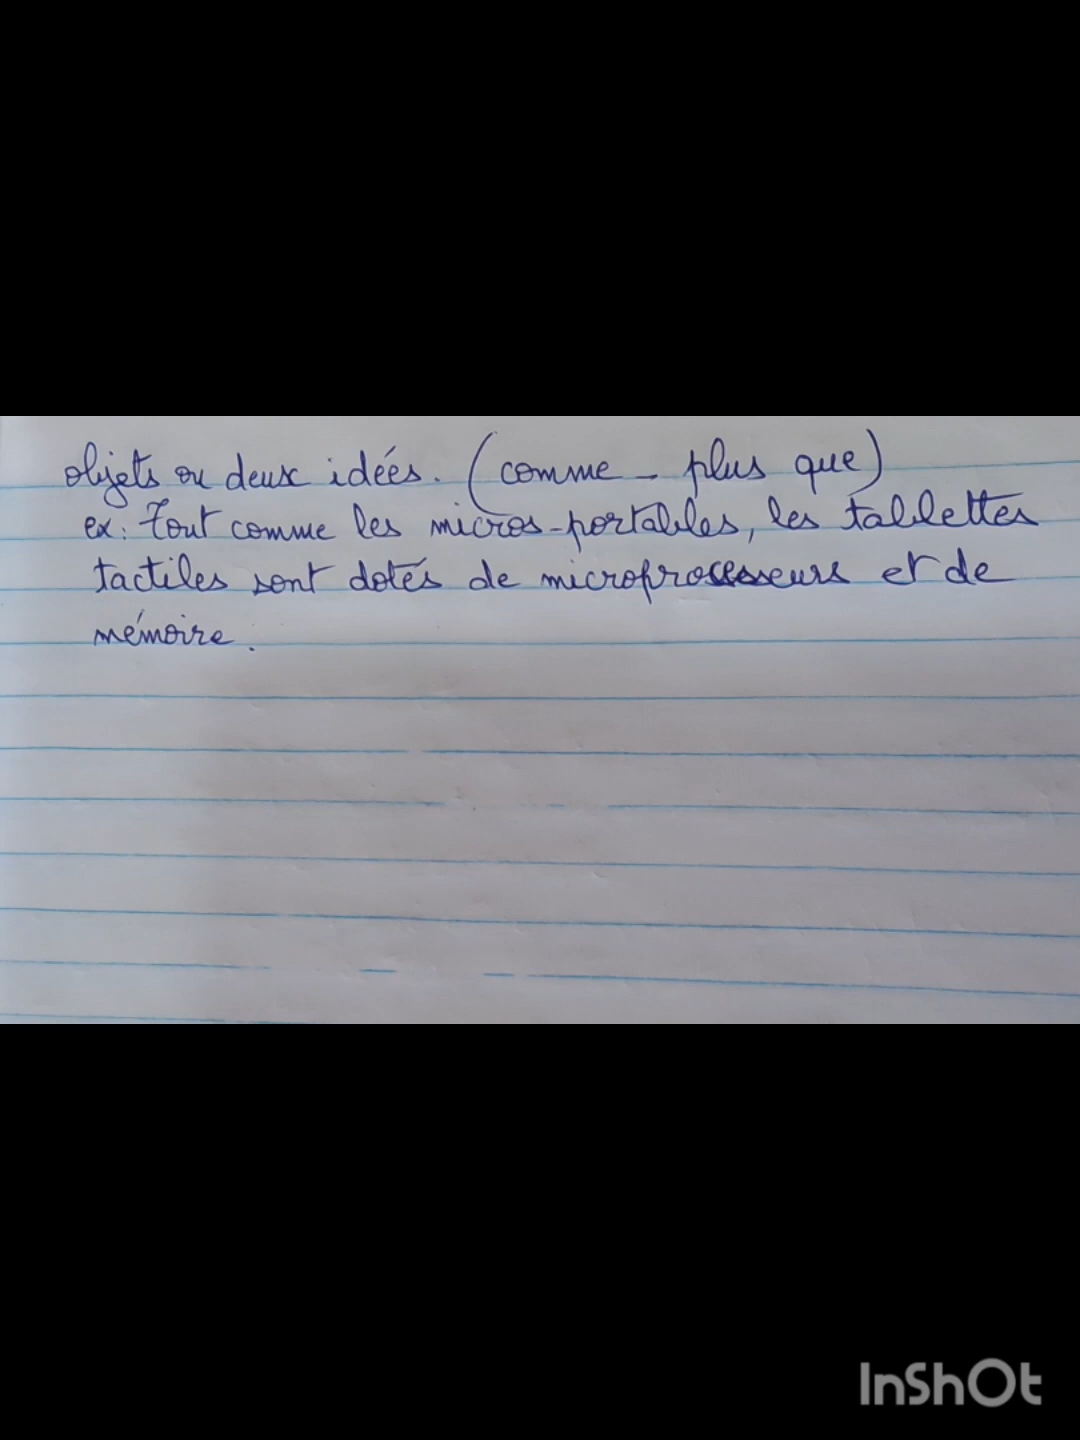 objets ou deux idées. (comme - plus que)
ex: Tout comme les micros-portables, les tablettes
tactiles sont dotés de microprocesseurs et de
mémoire.
InShOt